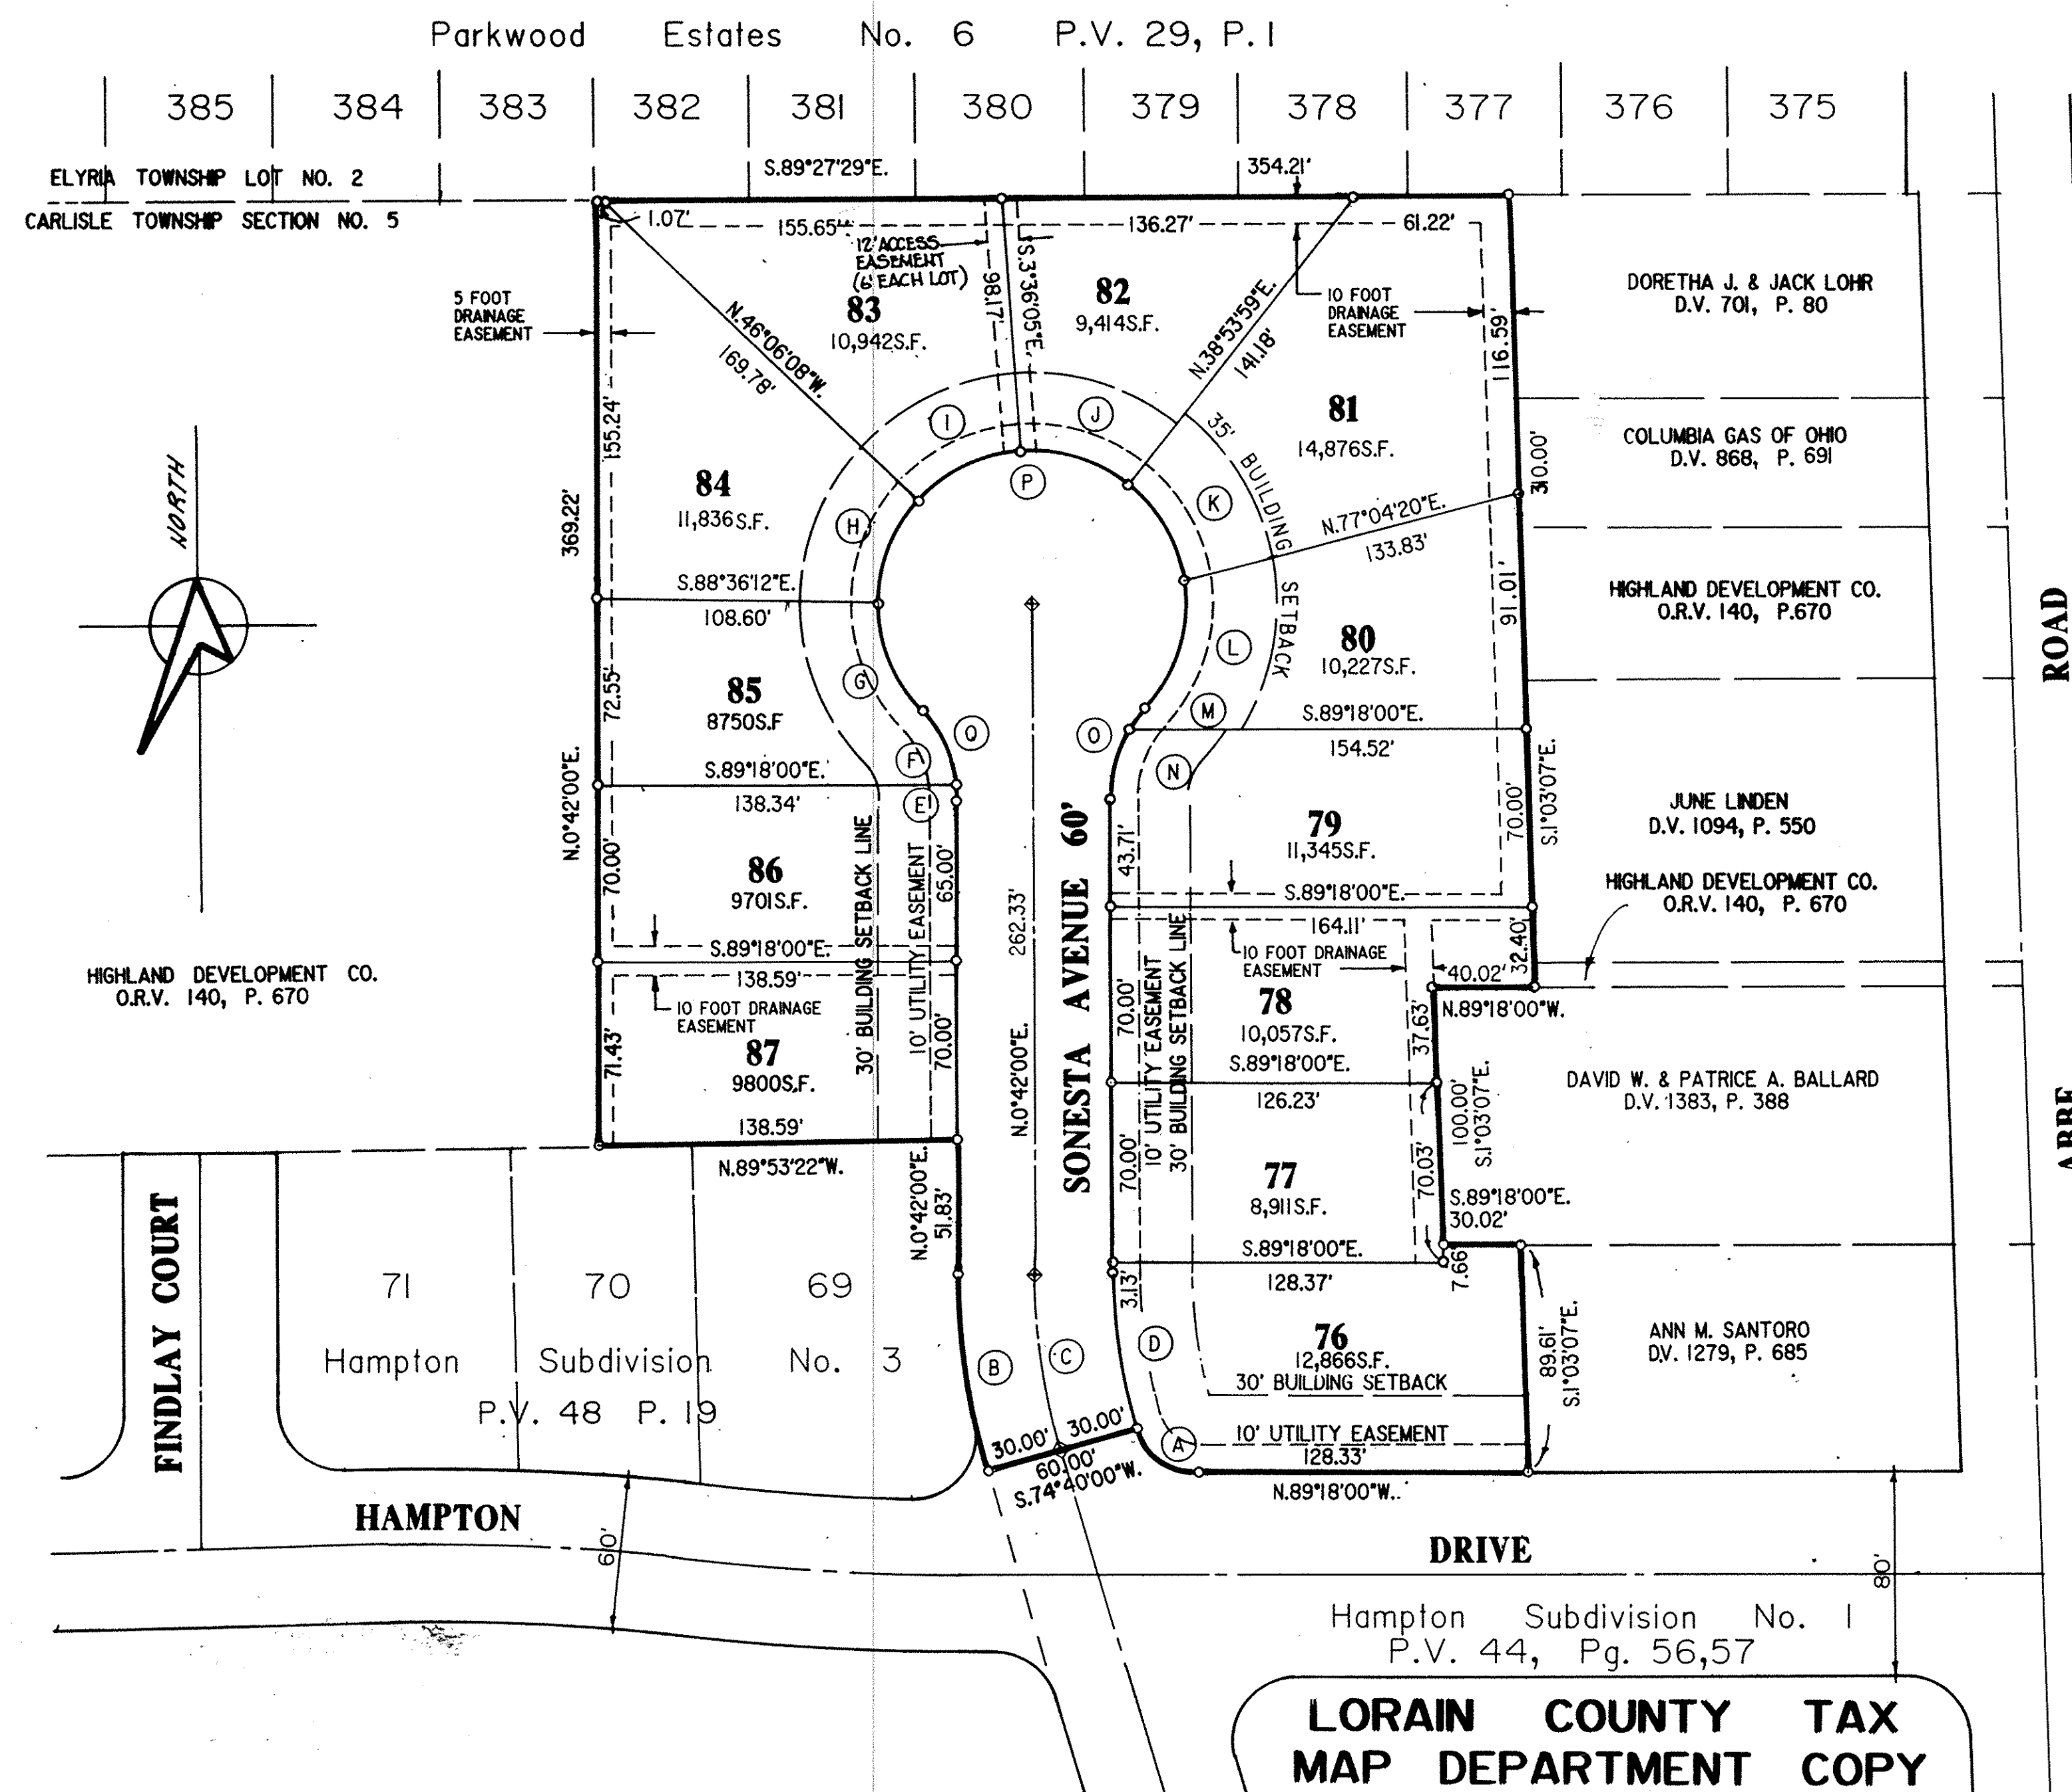 Parkwood Estates No. 6 P.V. 29, P. 1
385 384 383 382 381 380 379 378 377 376 375
ELYRIA TOWNSHIP LOT NO. 2
CARLISLE TOWNSHIP SECTION NO. 5
S.89°27'29"E.
354.21'
1.07'
155.65'
136.27'
61.22'
12' ACCESS
EASEMENT
(6' EACH LOT)
98.17'
S.3°36'05"E.
83
10,942S.F.
82
9,414S.F.
5 FOOT
DRAINAGE
EASEMENT
N.46°06'08"W.
169.78'
N.38°53'59"E.
141.18'
10 FOOT
DRAINAGE
EASEMENT
116.59'
DORETHA J. & JACK LOHR
D.V. 701, P. 80
155.24'
81
14,876S.F.
COLUMBIA GAS OF OHIO
D.V. 868, P. 691
310.00'
NORTH
369.22'
84
11,836 S.F.
I
J
P
H
K
35' BUILDING SETBACK
N.77°04'20"E.
133.83'
S.88°36'12"E.
108.60'
91.01'
HIGHLAND DEVELOPMENT CO.
O.R.V. 140, P.670
ROAD
72.55'
85
8750S.F
G
L
80
10,227S.F.
M
Q
O
F
N
S.89°18'00"E.
154.52'
N.0°42'00"E.
S.89°18'00"E.
138.34'
E
70.00'
S.1°03'07"E.
JUNE LINDEN
D.V. 1094, P. 550
79
11,345S.F.
43.71'
SONESTA AVENUE 60'
70.00'
86
9701S.F.
30' BUILDING SETBACK LINE
10' UTILITY EASEMENT
65.00'
262.33'
S.89°18'00"E.
164.11'
HIGHLAND DEVELOPMENT CO.
O.R.V. 140, P. 670
32.40'
S.89°18'00"E.
138.59'
HIGHLAND DEVELOPMENT CO.
O.R.V. 140, P. 670
10 FOOT DRAINAGE
EASEMENT
10 FOOT DRAINAGE
EASEMENT
40.02'
N.89°18'00"W.
78
10,057S.F.
37.63'
70.00'
10' UTILITY EASEMENT
30' BUILDING SETBACK LINE
71.43'
87
9800S.F.
70.00'
N.0°42'00"E.
S.89°18'00"E.
126.23'
DAVID W. & PATRICE A. BALLARD
D.V. 1383, P. 388
100.00'
S.1°03'07"E.
138.59'
N.89°53'22"W.
70.00'
77
8,911S.F.
70.03'
S.89°18'00"E.
30.02'
N.0°42'00"E.
51.83'
S.89°18'00"E.
128.37'
7.66'
3.13'
FINDLAY COURT
71 70 69
Hampton Subdivision No. 3
P.V. 48 P. 19
B
C
D
76
12,866S.F.
30' BUILDING SETBACK
89.61'
S.1°03'07"E.
ANN M. SANTORO
D.V. 1279, P. 685
10' UTILITY EASEMENT
128.33'
A
30.00' 30.00'
60.00'
S.74°40'00"W.
N.89°18'00"W.
HAMPTON DRIVE
60'
80'
Hampton Subdivision No. 1
P.V. 44, Pg. 56,57
LORAIN COUNTY TAX
MAP DEPARTMENT COPY